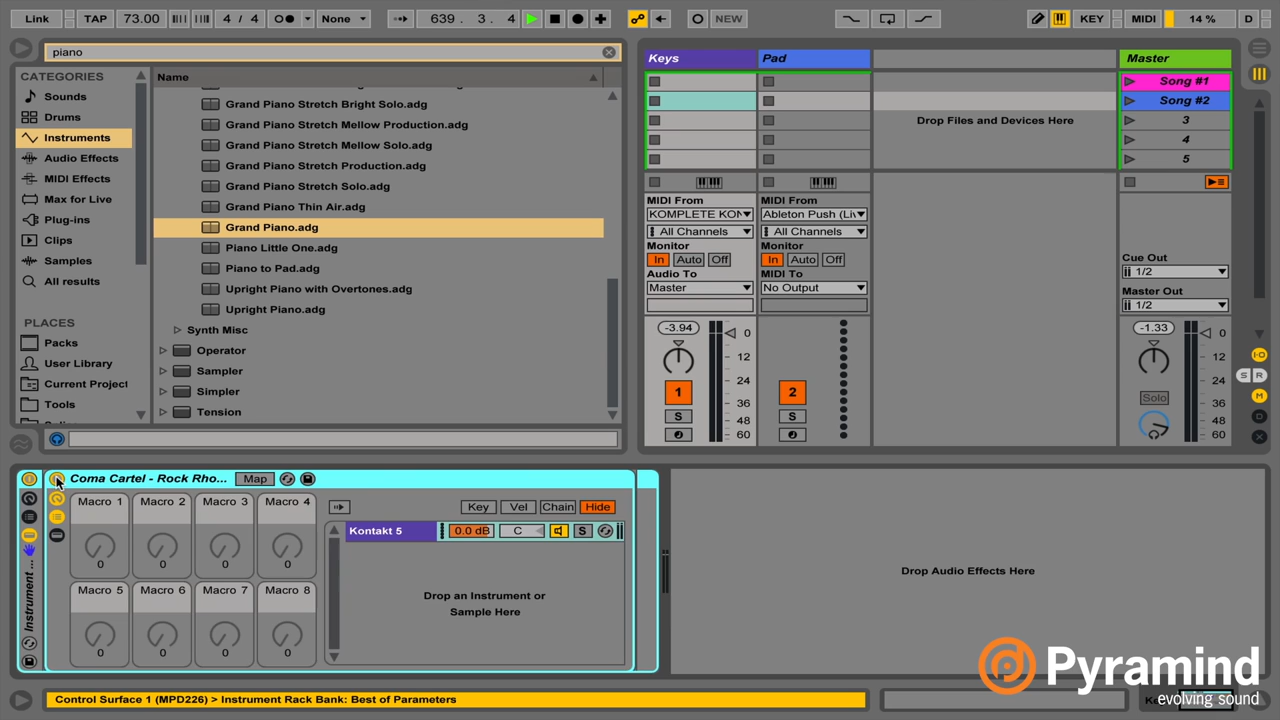 Link TAP 73.00 4 / 4 None 639. 3. 4 NEW KEY MIDI 14 % D
piano
CATEGORIES
Sounds
Drums
Instruments
Audio Effects
MIDI Effects
Max for Live
Plug-ins
Clips
Samples
All results
PLACES
Packs
User Library
Current Project
Tools
Name
Grand Piano Stretch Bright Solo.adg
Grand Piano Stretch Mellow Production.adg
Grand Piano Stretch Mellow Solo.adg
Grand Piano Stretch Production.adg
Grand Piano Stretch Solo.adg
Grand Piano Thin Air.adg
Grand Piano.adg
Piano Little One.adg
Piano to Pad.adg
Upright Piano with Overtones.adg
Upright Piano.adg
Synth Misc
Operator
Sampler
Simpler
Tension
Keys Pad Master
Song #1
Song #2
Drop Files and Devices Here 3
4
5
MIDI From MIDI From
KOMPLETE KON Ableton Push (Liv
All Channels All Channels
Monitor Monitor
In Auto Off In Auto Off
Audio To MIDI To
Master No Output
Cue Out
1/2
Master Out
1/2
-3.94 -1.33
0 0 0
12 12 12
24 24 24
36 36 36
48 48 48
60 60 60
1 2 Solo
S S
I·O
S R
M
D
Coma Cartel - Rock Rho... Map
Macro 1 Macro 2 Macro 3 Macro 4
0 0 0 0
Macro 5 Macro 6 Macro 7 Macro 8
0 0 0 0
Instrument ...
Key Vel Chain Hide
Kontakt 5 0.0 dB C S
Drop an Instrument or
Sample Here
Drop Audio Effects Here
Pyramind
evolving sound
Control Surface 1 (MPD226) > Instrument Rack Bank: Best of Parameters